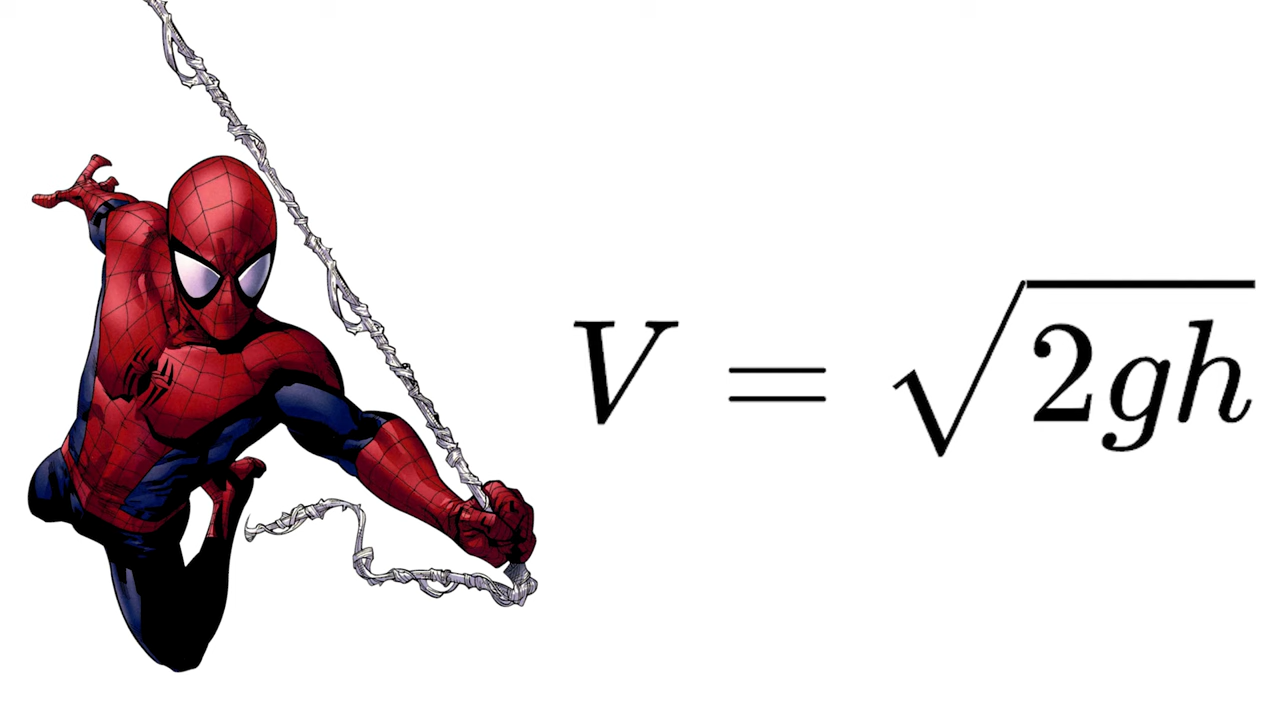 V = √2gh